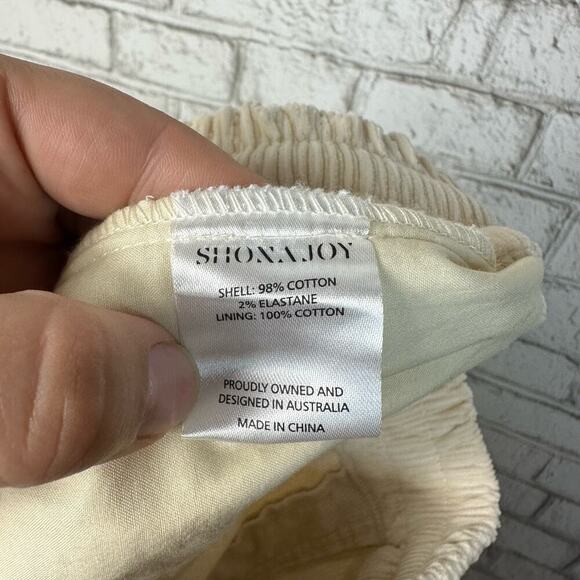 SHONA JOY
SHELL: 98% COTTON
2% ELASTANE
LINING: 100% COTTON
PROUDLY OWNED AND
DESIGNED IN AUSTRALIA
MADE IN CHINA